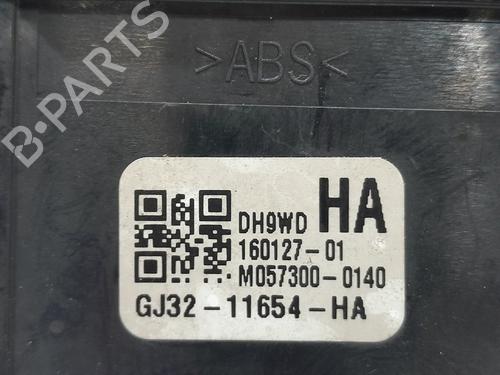 >ABS<
B-PARTS
DH9WD HA
160127-01
M057300-0140
GJ32-11654-HA